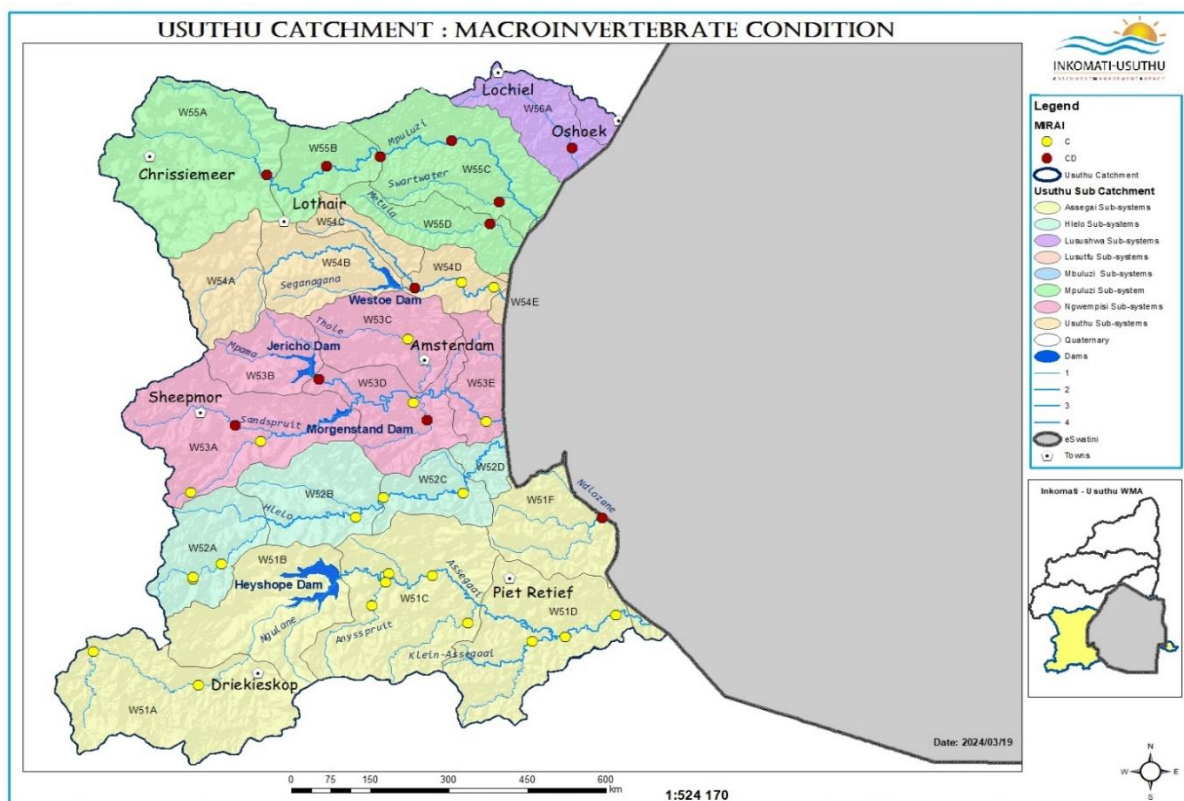 USUTHU CATCHMENT : MACROINVERTEBRATE CONDITION
INKOMATI-USUTHU
CATCHMENT MANAGEMENT AGENCY
Legend
MIRAI
C
CD
Usuthu Catchment
Usuthu Sub Catchment
Assegai Sub-systems
Hlelo Sub-systems
Lusushwa Sub-systems
Lusutfu Sub-systems
Mbuluzi Sub-systems
Mpuluzi Sub-system
Ngwempisi Sub-systems
Usuthu Sub-systems
Quaternary
Dams
1
2
3
4
eSwatini
Towns
Inkomati - Usuthu WMA
N
W E
S
Lochiel
W56A
Oshoek
W55A
Mpuluzi
W55B
Chrissiemeer
W55C
Swartwater
Metula
Lothair
W55D
W54C
W54B
W54D
W54A
Seganagana
Westoe Dam
W54E
W53C
Thole
Jericho Dam
Amsterdam
Mpama
W53B
W53D
W53E
Sheepmor
Sandspruit
Morgenstand Dam
W53A
W52D
W52C
W52B
Hlelo
W51F
Ndlozane
W52A
W51B
Heyshope Dam
Assegaai
Piet Retief
W51C
W51D
Ngulane
Anysspruit
Klein-Assegaai
Driekieskop
W51A
Date: 2024/03/19
0 75 150 300 450 600
km
1:524 170